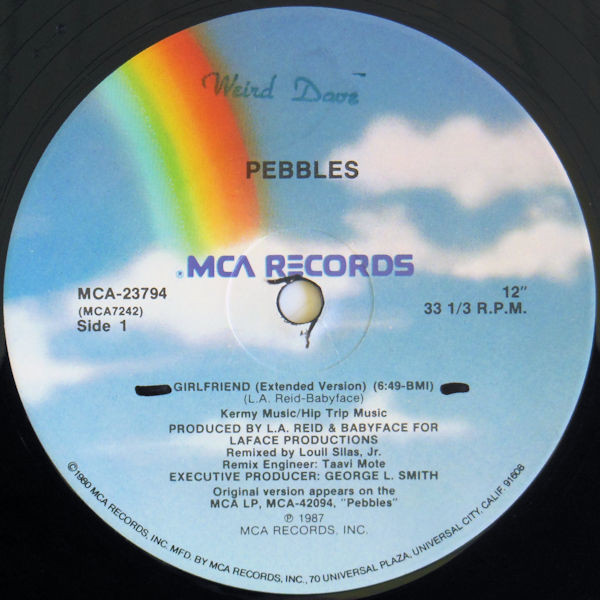 Weird Dave
PEBBLES
MCA RECORDS
MCA-23794
(MCA7242)
Side 1
12"
33 1/3 R.P.M.
GIRLFRIEND (Extended Version) (6:49-BMI)
(L.A. Reid-Babyface)
Kermy Music/Hip Trip Music
PRODUCED BY L.A. REID & BABYFACE FOR
LAFACE PRODUCTIONS
Remixed by Louil Silas, Jr.
Remix Engineer: Taavi Mote
EXECUTIVE PRODUCER: GEORGE L. SMITH
Original version appears on the
MCA LP, MCA-42094, "Pebbles"
℗ 1987
MCA RECORDS, INC.
©1980 MCA RECORDS, INC. MFD. BY MCA RECORDS, INC., 70 UNIVERSAL PLAZA, UNIVERSAL CITY, CALIF. 91608